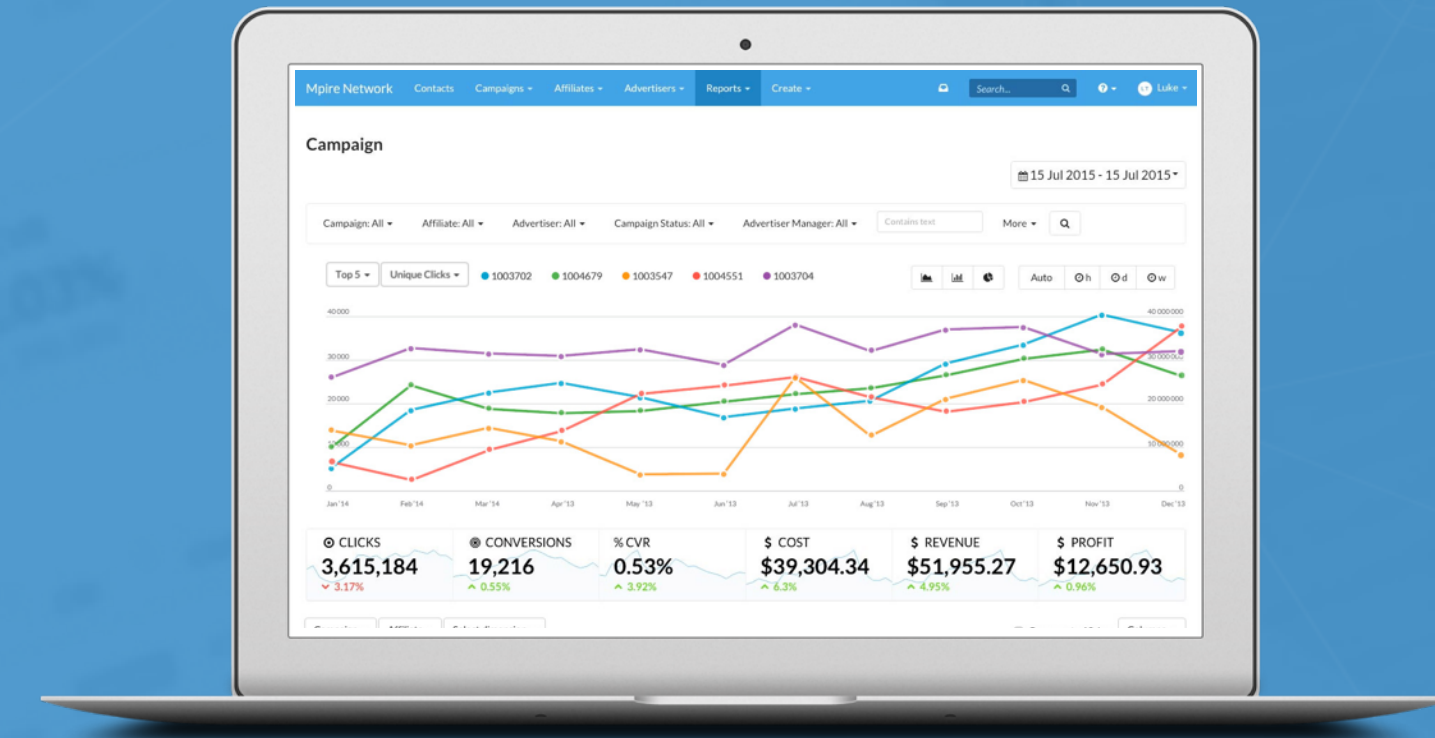 Mpire Network Contacts Campaigns Affiliates Advertisers Reports Create Search... ? LT Luke
Campaign
15 Jul 2015 - 15 Jul 2015
Campaign: All Affiliate: All Advertiser: All Campaign Status: All Advertiser Manager: All Contains text More
Top 5 Unique Clicks 1003702 1004679 1003547 1004551 1003704 Auto h d w
40 000 40 000 000
30 000 30 000 000
20 000 20 000 000
10 000 10 000 000
0 0
Jan '14 Feb '14 Mar '14 Apr '13 May '13 Jun '13 Jul '13 Aug '13 Sep '13 Oct '13 Nov '13 Dec '13
CLICKS CONVERSIONS % CVR $ COST $ REVENUE $ PROFIT
3,615,184 19,216 0.53% $39,304.34 $51,955.27 $12,650.93
3.17% 0.55% 3.92% 6.3% 4.95% 0.96%